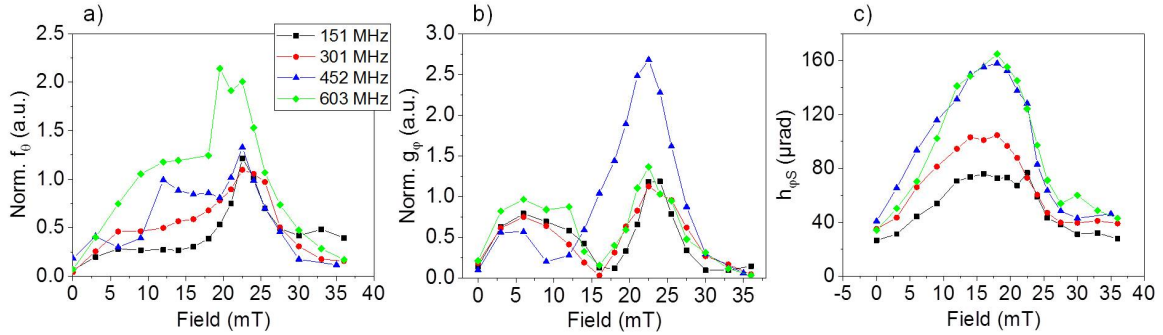 a)
b)
c)
2.5
2.0
1.5
1.0
0.5
0.0
Norm. fθ (a.u.)
0 5 10 15 20 25 30 35 40
Field (mT)
151 MHz
301 MHz
452 MHz
603 MHz
3.0
2.5
2.0
1.5
1.0
0.5
0.0
Norm. gφ (a.u.)
0 5 10 15 20 25 30 35
Field (mT)
160
120
80
40
0
hφS (μrad)
-5 0 5 10 15 20 25 30 35 40
Field (mT)